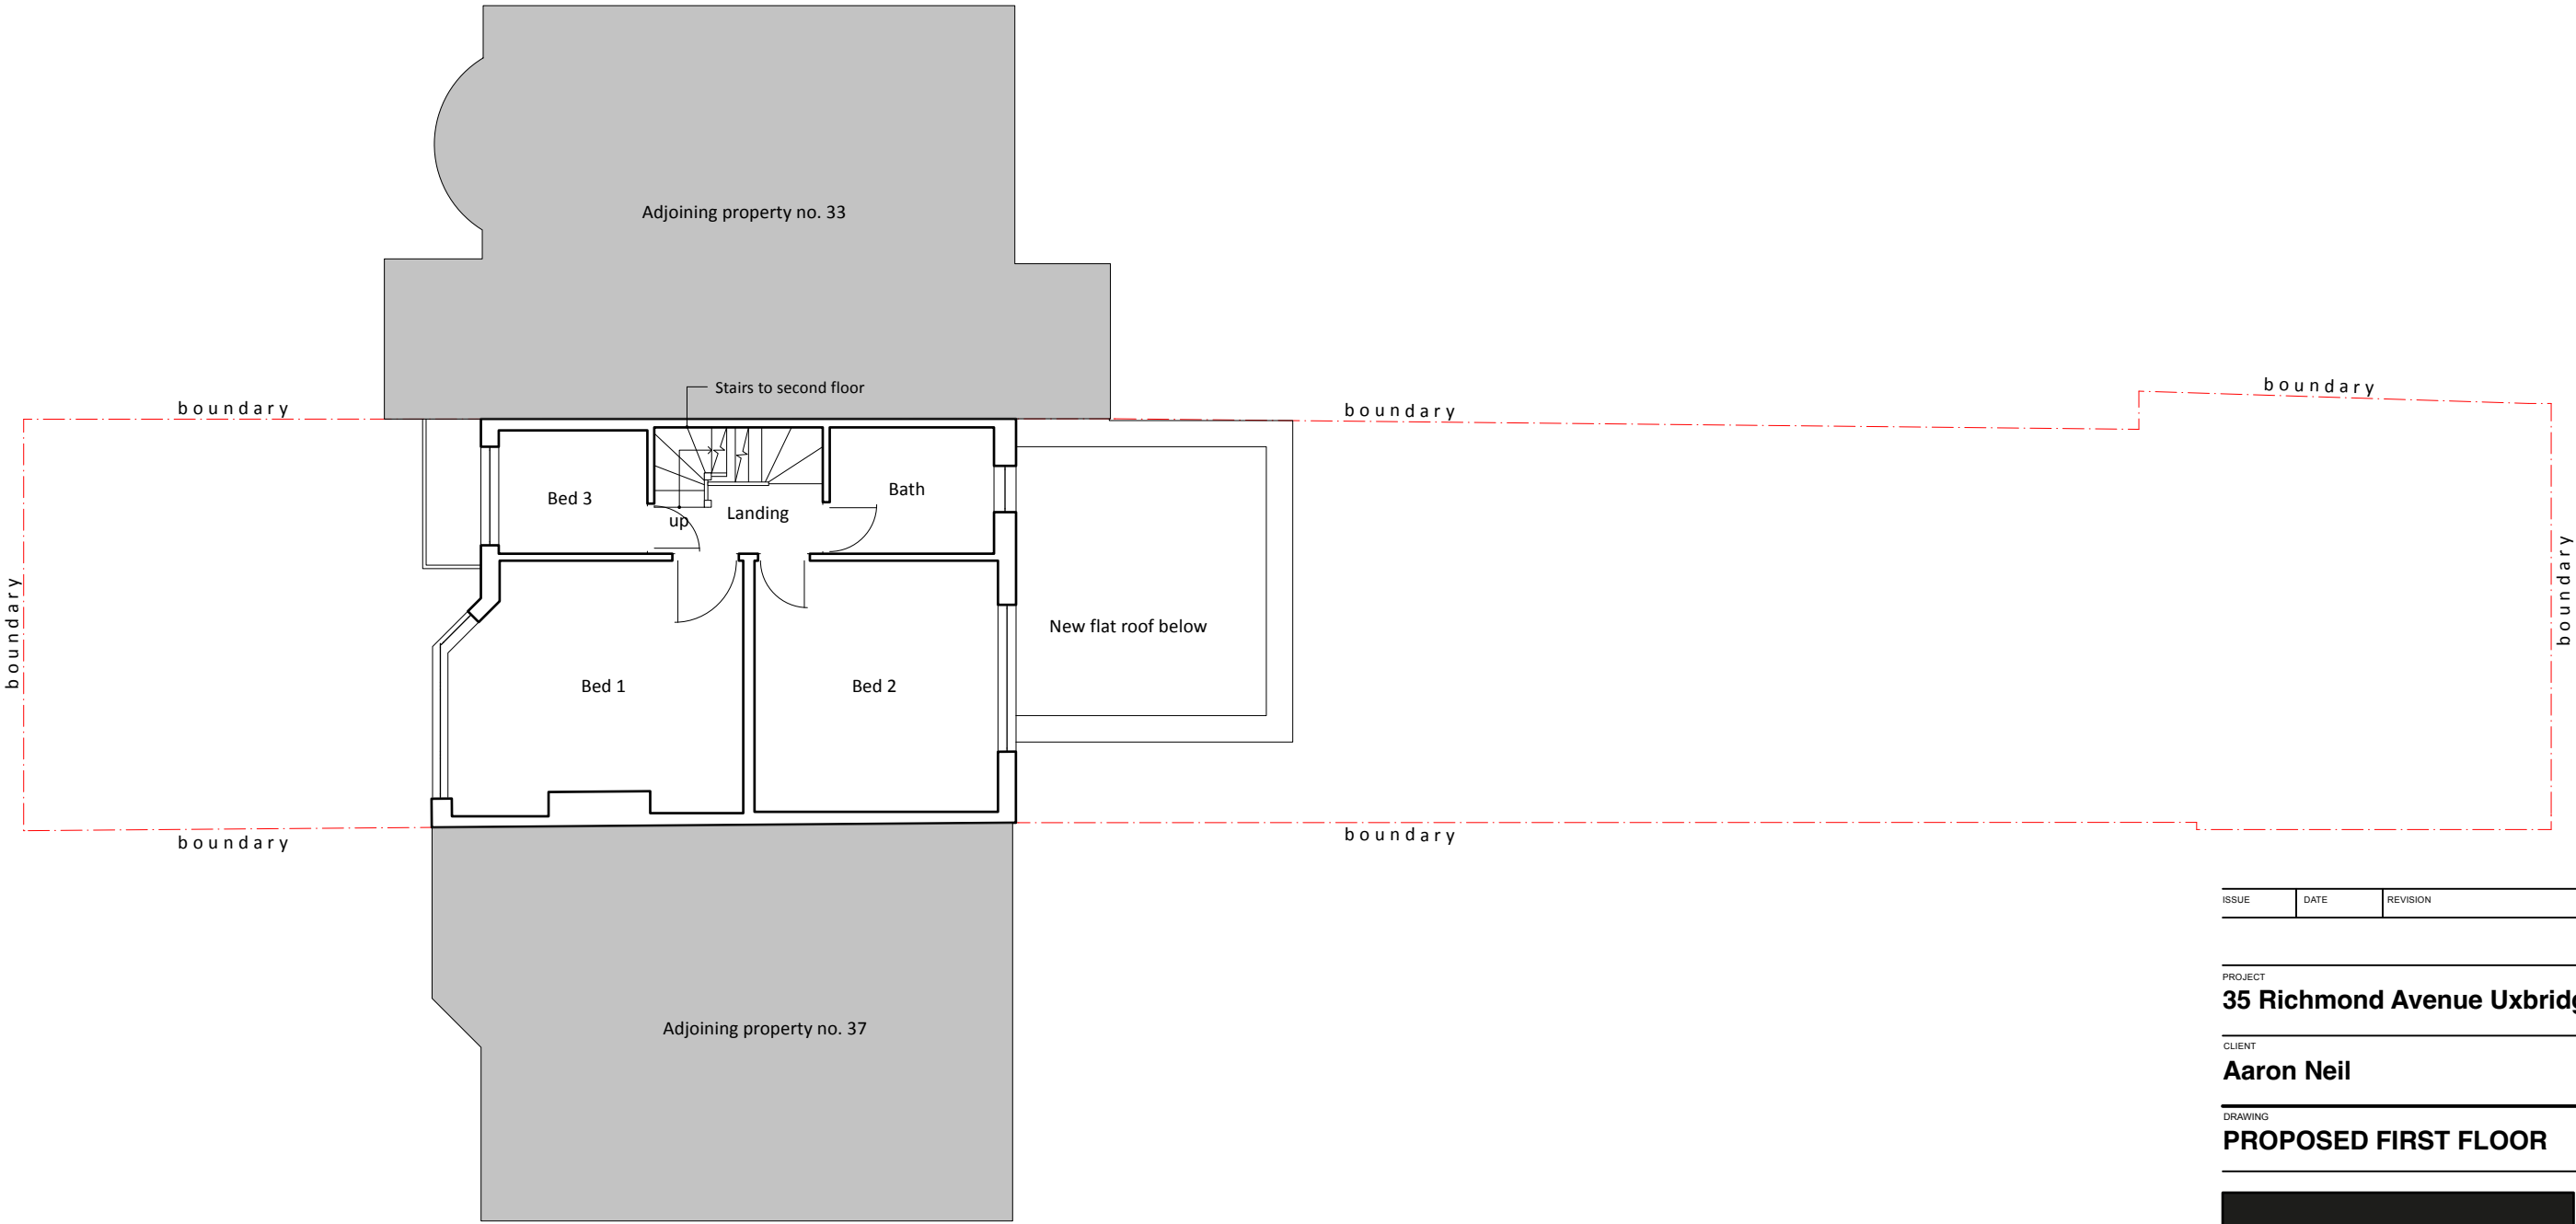 Adjoining property no. 33
Stairs to second floor
boundary
boundary
boundary
Bed 3
up
Landing
Bath
boundary
boundary
New flat roof below
Bed 1
Bed 2
boundary
boundary
Adjoining property no. 37
ISSUE DATE REVISION
PROJECT
35 Richmond Avenue
CLIENT
Aaron Neil
DRAWING
PROPOSED FIRST FLOOR